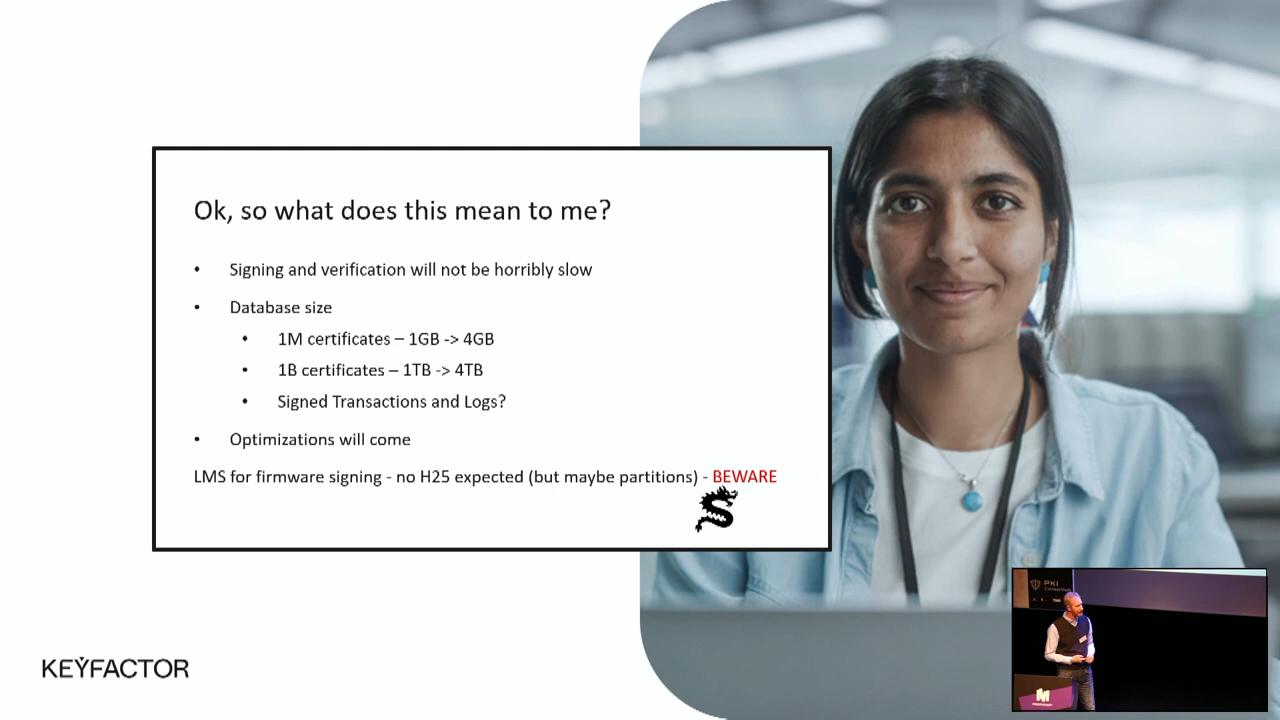 Ok, so what does this mean to me?
• Signing and verification will not be horribly slow
• Database size
• 1M certificates – 1GB -> 4GB
• 1B certificates – 1TB -> 4TB
• Signed Transactions and Logs?
• Optimizations will come
LMS for firmware signing - no H25 expected (but maybe partitions) - BEWARE
KEYFACTOR
PKI
Consortium